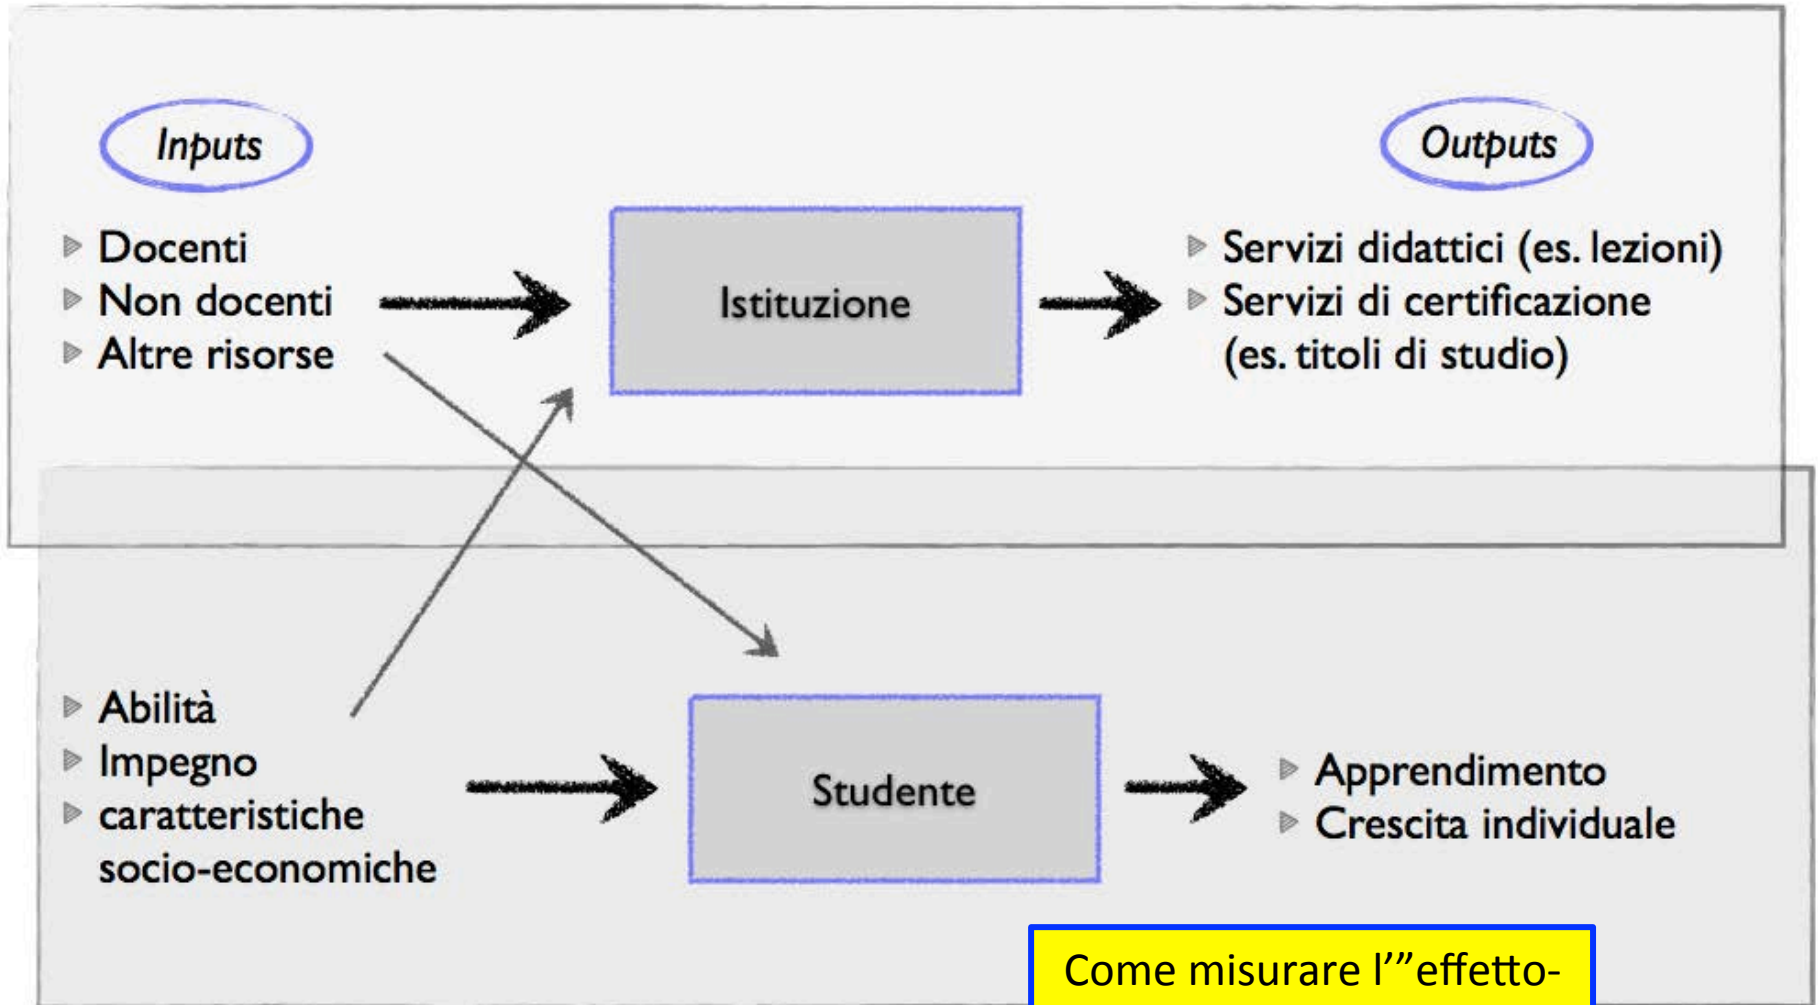 Inputs
Outputs
Docenti
Non docenti
Altre risorse
Istituzione
Servizi didattici (es. lezioni)
Servizi di certificazione
(es. titoli di studio)
Abilità
Impegno
caratteristiche
socio-economiche
Studente
Apprendimento
Crescita individuale
Come misurare l’”effetto-